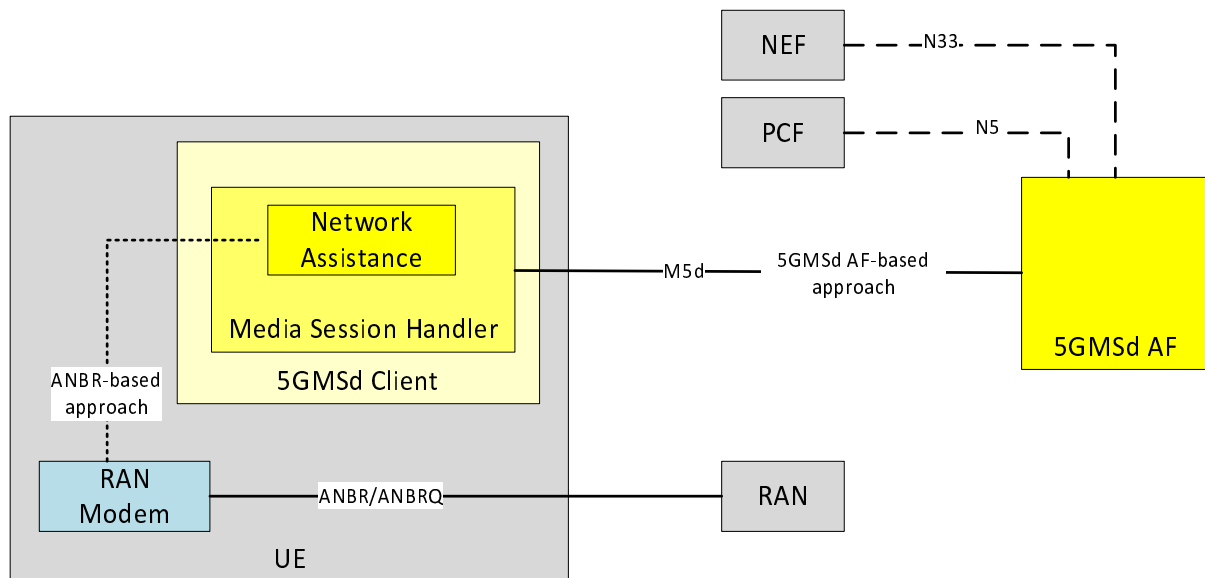 NEF
N33
PCF
N5
Network
Assistance
Media Session Handler
5GMSd Client
M5d
5GMSd AF-based
approach
5GMSd AF
ANBR-based
approach
RAN
Modem
ANBR/ANBRQ
RAN
UE